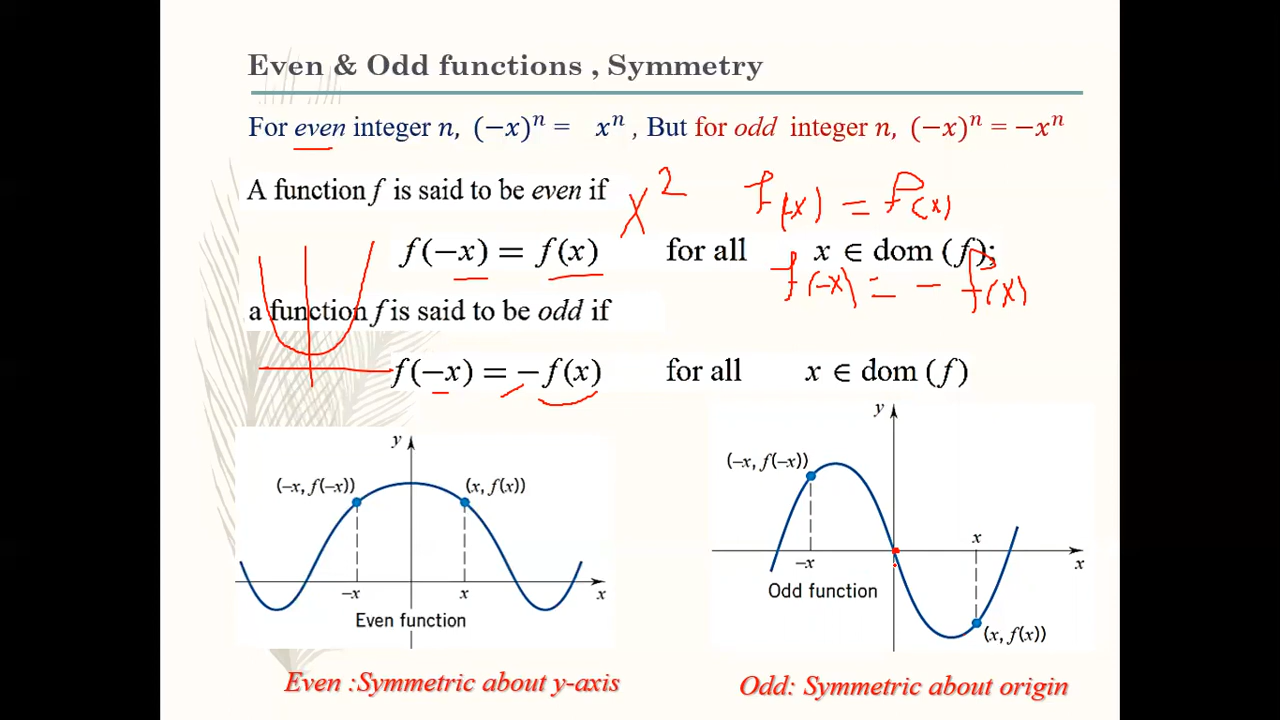 Even & Odd functions , Symmetry
For even integer n, (−x)ⁿ = xⁿ , But for odd integer n, (−x)ⁿ = −xⁿ
A function f is said to be even if
x² f(-x) = f(x)
f(−x) = f(x) for all x ∈ dom (f);
f(-x) = - f(x)
a function f is said to be odd if
f(−x) = −f(x) for all x ∈ dom (f)
y
(−x, f(−x)) (x, f(x))
−x x x
Even function
y
(−x, f(−x))
x
−x x
Odd function
(x, f(x))
Even :Symmetric about y-axis
Odd: Symmetric about origin